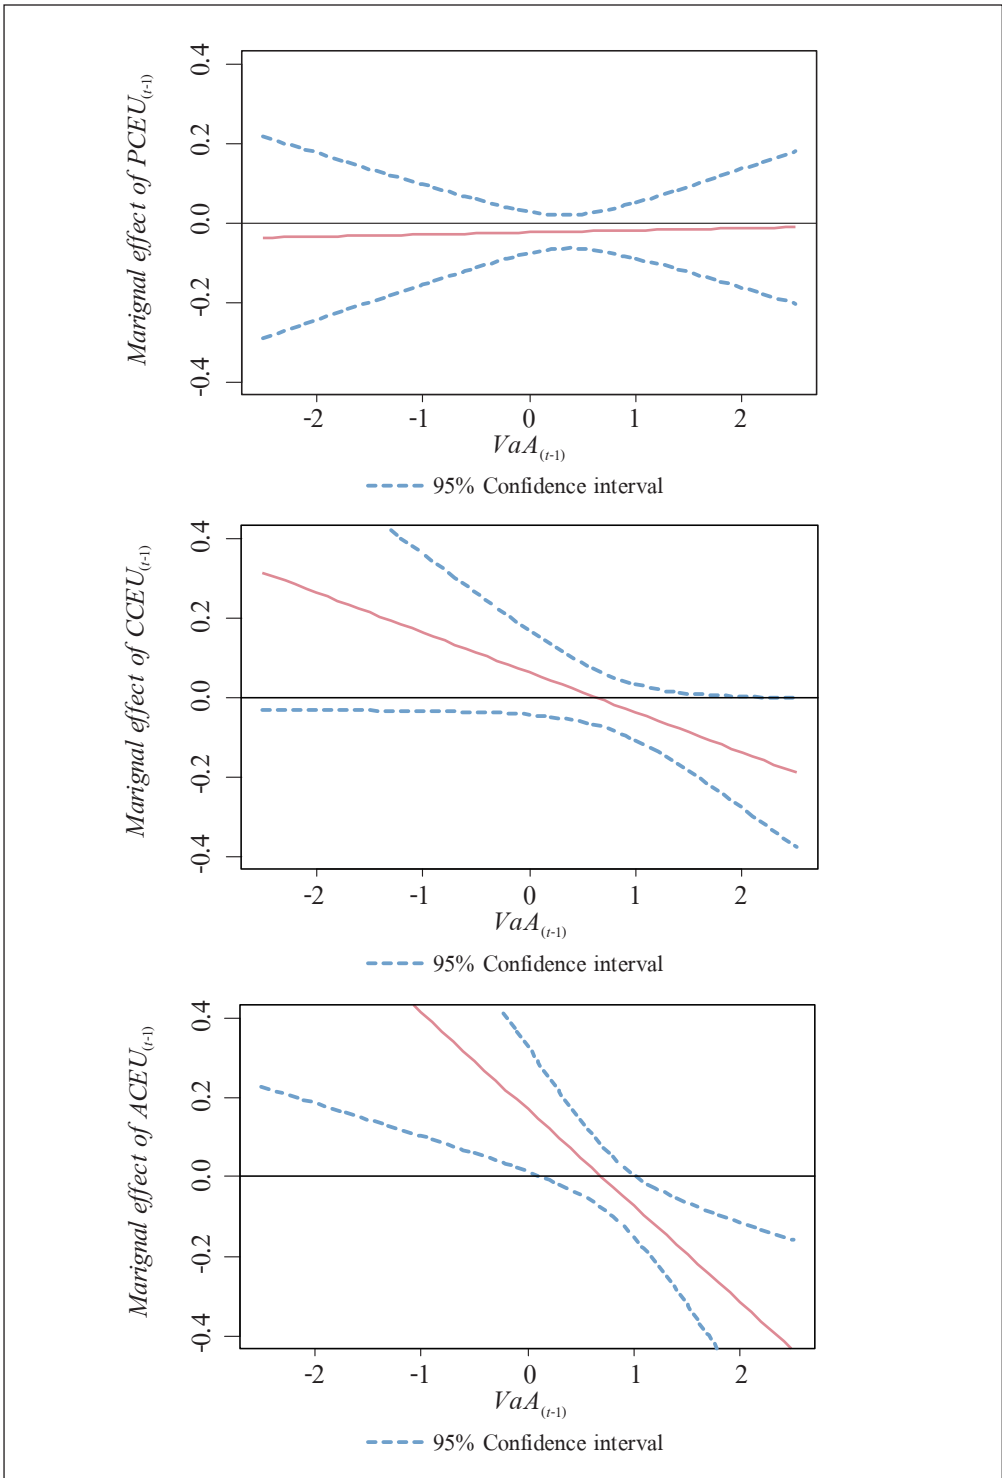 Marignal effect of PCEU(t-1)
0.4
0.2
0.0
-0.2
-0.4
-2 -1 0 1 2
VaA(t-1)
95% Confidence interval
Marignal effect of CCEU(t-1)
0.4
0.2
0.0
-0.2
-0.4
-2 -1 0 1 2
VaA(t-1)
95% Confidence interval
Marignal effect of ACEU(t-1)
0.4
0.2
0.0
-0.2
-0.4
-2 -1 0 1 2
VaA(t-1)
95% Confidence interval